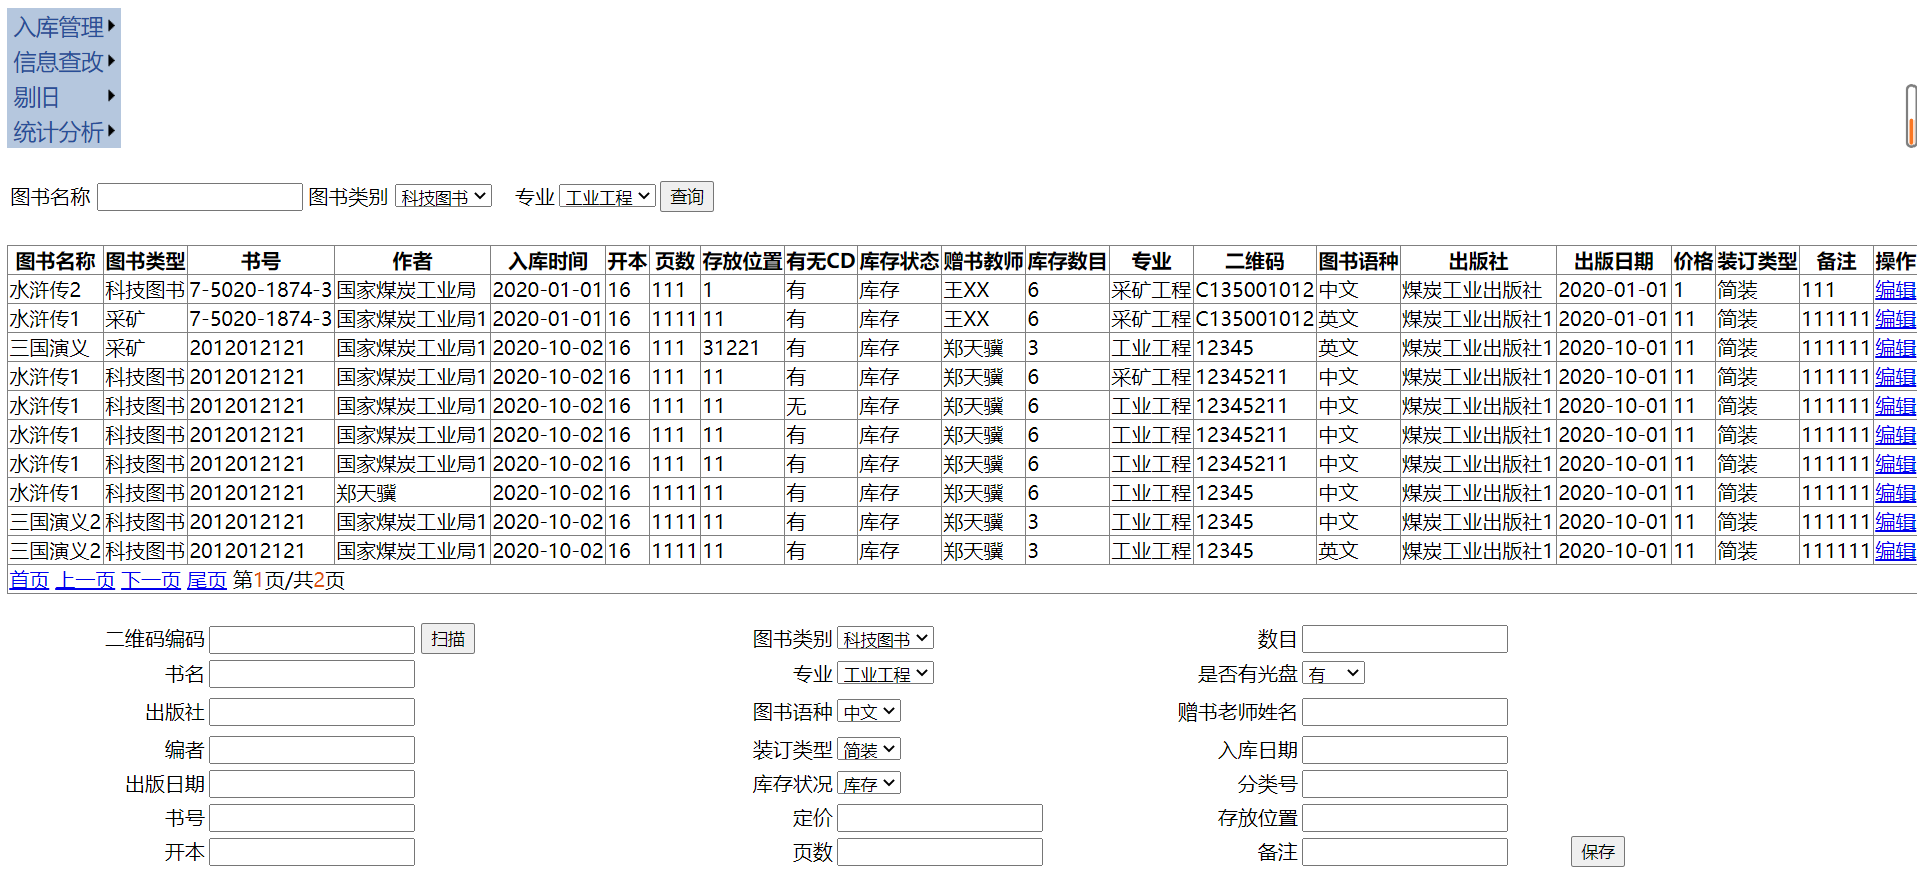 入库管理
信息查改
剔旧
统计分析
图书名称 图书类别 科技图书 专业 工业工程 查询
图书名称 图书类型 书号 作者 入库时间 开本 页数 存放位置 有无CD 库存状态 赠书教师 库存数目 专业 二维码 图书语种 出版社 出版日期 价格 装订类型 备注 操作
水浒传2 科技图书 7-5020-1874-3 国家煤炭工业局 2020-01-01 16 111 1 有 库存 王XX 6 采矿工程 C135001012 中文 煤炭工业出版社 2020-01-01 1 简装 111 编辑
水浒传1 采矿 7-5020-1874-3 国家煤炭工业局1 2020-01-01 16 1111 11 有 库存 王XX 6 采矿工程 C135001012 英文 煤炭工业出版社1 2020-01-01 11 简装 111111 编辑
三国演义 采矿 2012012121 国家煤炭工业局1 2020-10-02 16 111 31221 有 库存 郑天骥 3 工业工程 12345 英文 煤炭工业出版社1 2020-10-01 11 简装 111111 编辑
水浒传1 科技图书 2012012121 国家煤炭工业局1 2020-10-02 16 111 11 有 库存 郑天骥 6 采矿工程 12345211 中文 煤炭工业出版社1 2020-10-01 11 简装 111111 编辑
水浒传1 科技图书 2012012121 国家煤炭工业局1 2020-10-02 16 111 11 无 库存 郑天骥 6 工业工程 12345211 中文 煤炭工业出版社1 2020-10-01 11 简装 111111 编辑
水浒传1 科技图书 2012012121 国家煤炭工业局1 2020-10-02 16 111 11 有 库存 郑天骥 6 工业工程 12345211 中文 煤炭工业出版社1 2020-10-01 11 简装 111111 编辑
水浒传1 科技图书 2012012121 国家煤炭工业局1 2020-10-02 16 111 11 有 库存 郑天骥 6 工业工程 12345211 中文 煤炭工业出版社1 2020-10-01 11 简装 111111 编辑
水浒传1 科技图书 2012012121 郑天骥 2020-10-02 16 1111 11 有 库存 郑天骥 6 工业工程 12345 中文 煤炭工业出版社1 2020-10-01 11 简装 111111 编辑
三国演义2 科技图书 2012012121 国家煤炭工业局1 2020-10-02 16 1111 11 有 库存 郑天骥 3 工业工程 12345 中文 煤炭工业出版社1 2020-10-01 11 简装 111111 编辑
三国演义2 科技图书 2012012121 国家煤炭工业局1 2020-10-02 16 1111 11 有 库存 郑天骥 3 工业工程 12345 英文 煤炭工业出版社1 2020-10-01 11 简装 111111 编辑
首页 上一页 下一页 尾页 第1页/共2页
二维码编码 扫描 图书类别 科技图书 数目
书名 专业 工业工程 是否有光盘 有
出版社 图书语种 中文 赠书老师姓名
编者 装订类型 简装 入库日期
出版日期 库存状况 库存 分类号
书号 定价 存放位置
开本 页数 备注 保存